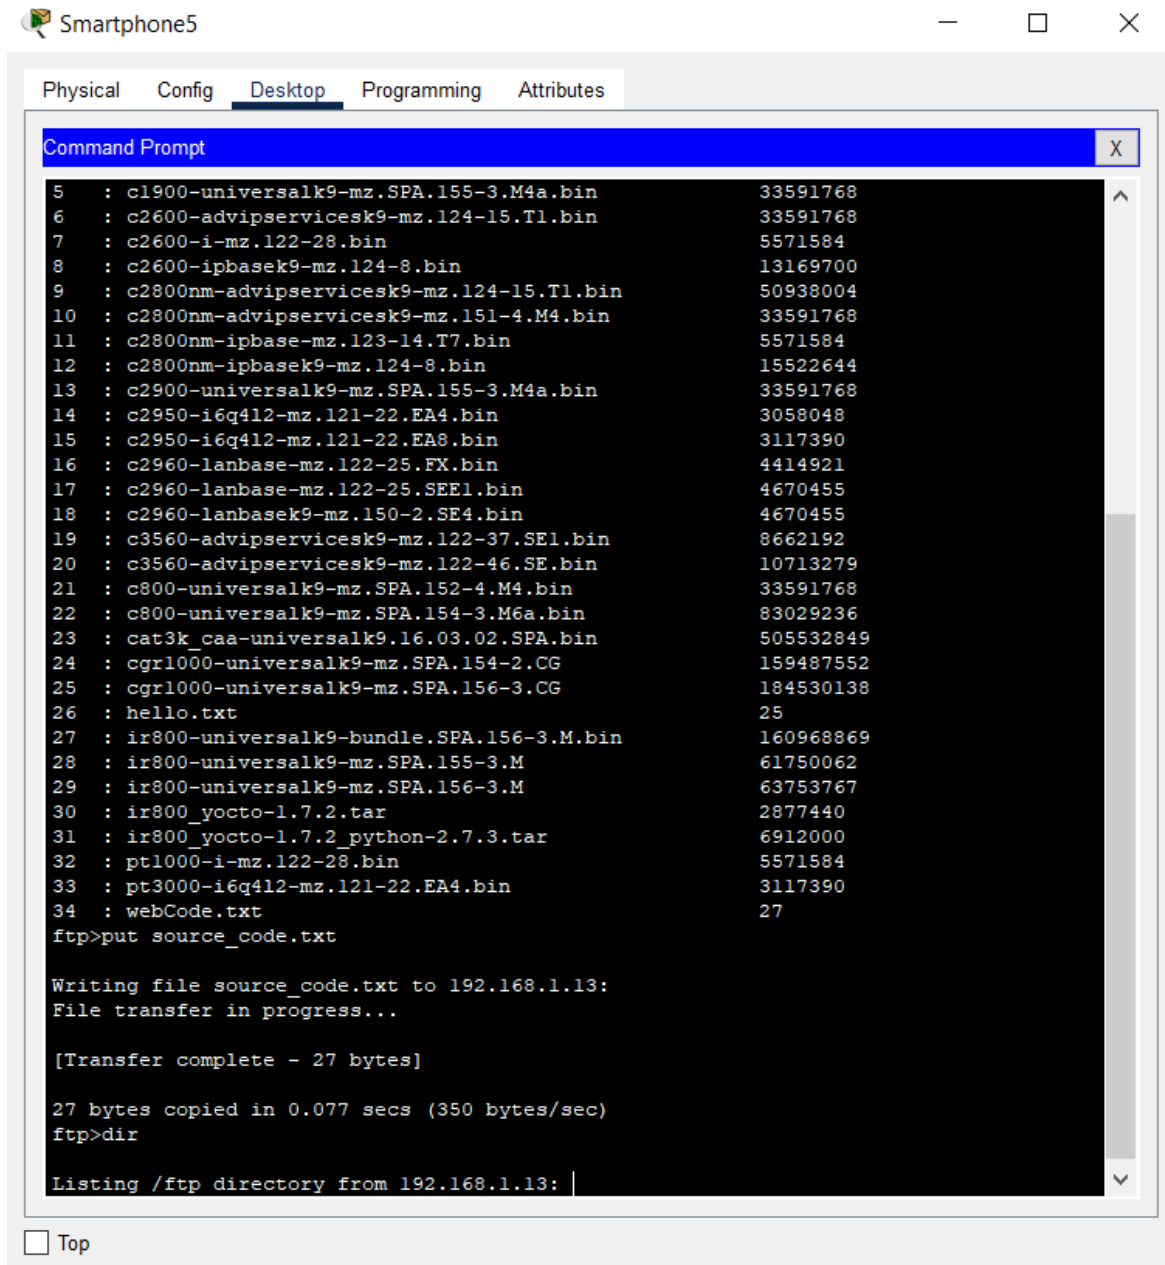 Smartphone5
Physical Config Desktop Programming Attributes
Command Prompt X
5 : c1900-universalk9-mz.SPA.155-3.M4a.bin 33591768
6 : c2600-advipservicesk9-mz.124-15.T1.bin 33591768
7 : c2600-i-mz.122-28.bin 5571584
8 : c2600-ipbasek9-mz.124-8.bin 13169700
9 : c2800nm-advipservicesk9-mz.124-15.T1.bin 50938004
10 : c2800nm-advipservicesk9-mz.151-4.M4.bin 33591768
11 : c2800nm-ipbase-mz.123-14.T7.bin 5571584
12 : c2800nm-ipbasek9-mz.124-8.bin 15522644
13 : c2900-universalk9-mz.SPA.155-3.M4a.bin 33591768
14 : c2950-i6q4l2-mz.121-22.EA4.bin 3058048
15 : c2950-i6q4l2-mz.121-22.EA8.bin 3117390
16 : c2960-lanbase-mz.122-25.FX.bin 4414921
17 : c2960-lanbase-mz.122-25.SEE1.bin 4670455
18 : c2960-lanbasek9-mz.150-2.SE4.bin 4670455
19 : c3560-advipservicesk9-mz.122-37.SE1.bin 8662192
20 : c3560-advipservicesk9-mz.122-46.SE.bin 10713279
21 : c800-universalk9-mz.SPA.152-4.M4.bin 33591768
22 : c800-universalk9-mz.SPA.154-3.M6a.bin 83029236
23 : cat3k_caa-universalk9.16.03.02.SPA.bin 505532849
24 : cgr1000-universalk9-mz.SPA.154-2.CG 159487552
25 : cgr1000-universalk9-mz.SPA.156-3.CG 184530138
26 : hello.txt 25
27 : ir800-universalk9-bundle.SPA.156-3.M.bin 160968869
28 : ir800-universalk9-mz.SPA.155-3.M 61750062
29 : ir800-universalk9-mz.SPA.156-3.M 63753767
30 : ir800_yocto-1.7.2.tar 2877440
31 : ir800_yocto-1.7.2_python-2.7.3.tar 6912000
32 : pt1000-i-mz.122-28.bin 5571584
33 : pt3000-i6q4l2-mz.121-22.EA4.bin 3117390
34 : webCode.txt 27
ftp>put source_code.txt
Writing file source_code.txt to 192.168.1.13:
File transfer in progress...
[Transfer complete - 27 bytes]
27 bytes copied in 0.077 secs (350 bytes/sec)
ftp>dir
Listing /ftp directory from 192.168.1.13:
Top